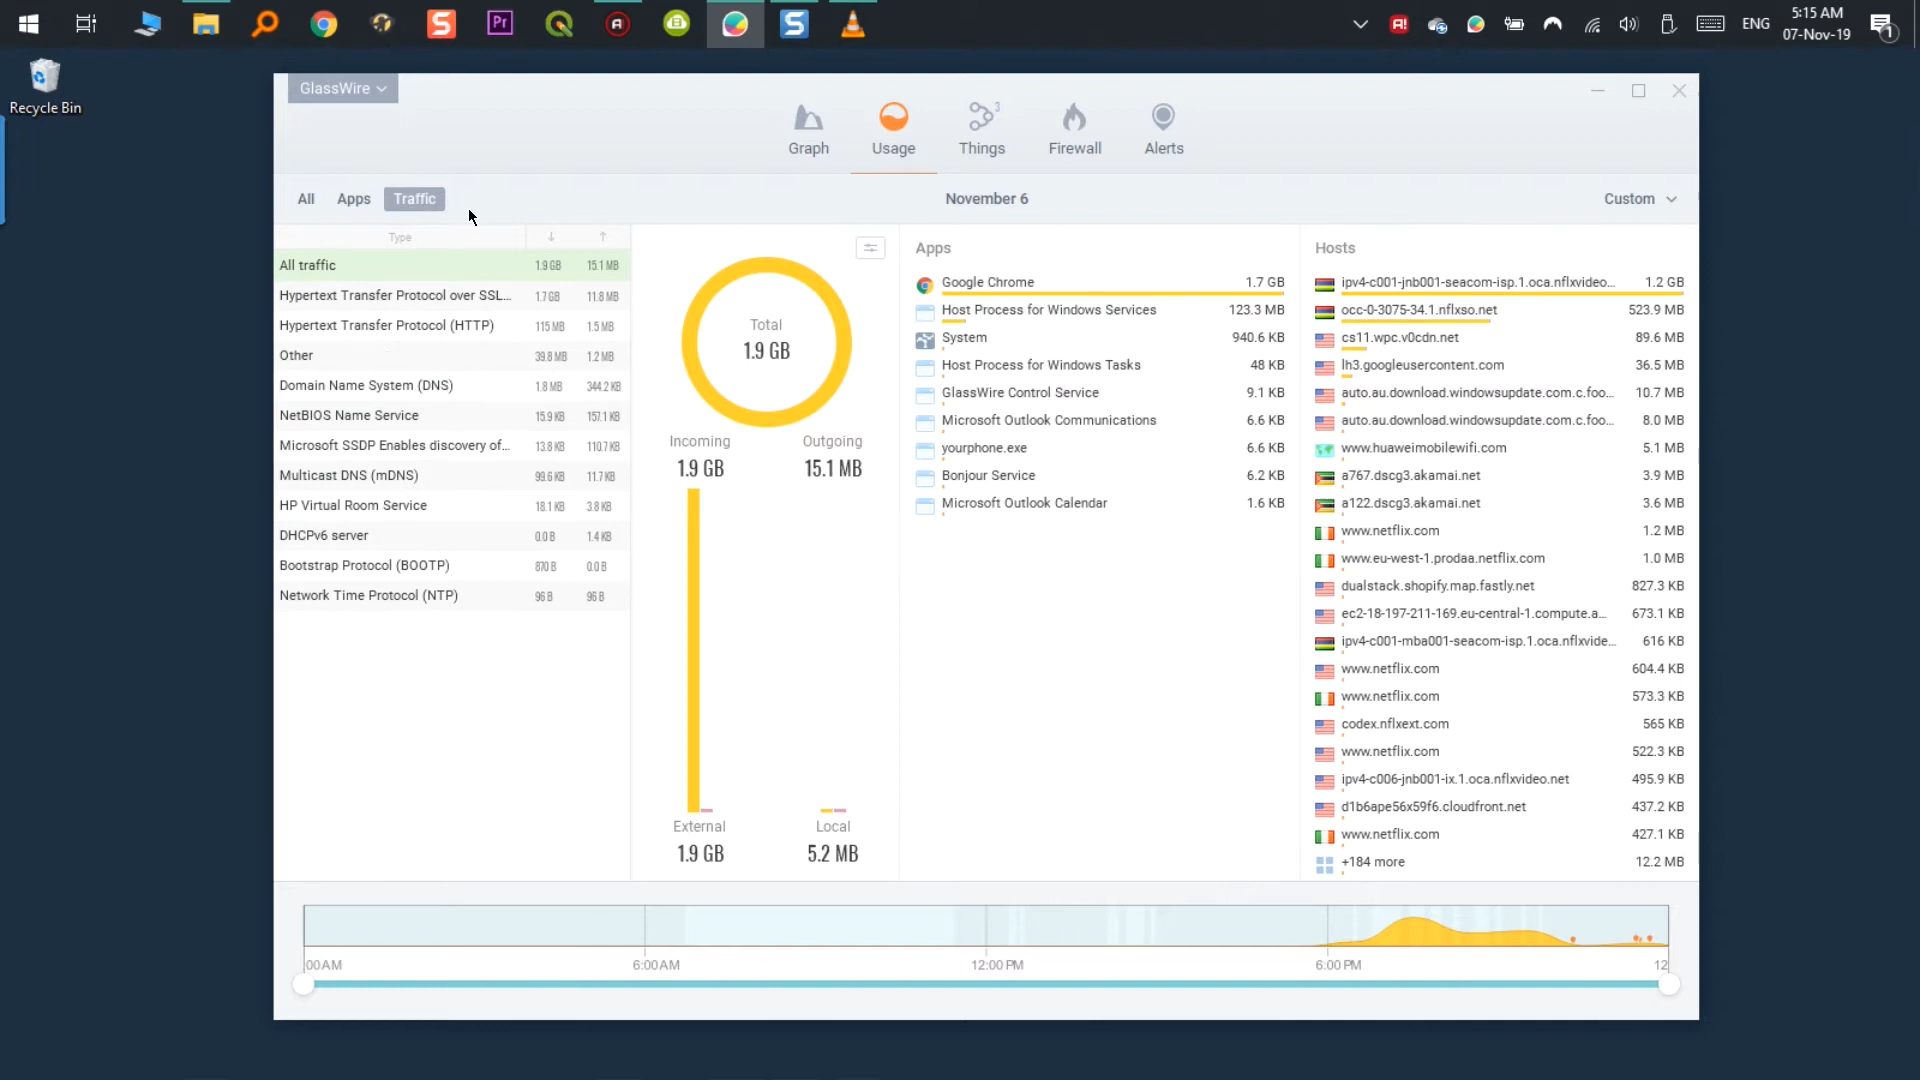 ENG
5:15 AM
07-Nov-19
1
Recycle Bin
GlassWire
Graph
Usage
Things 3
Firewall
Alerts
All Apps Traffic
November 6
Custom
Type ↓ ↑
All traffic 1.9 GB 15.1 MB
Hypertext Transfer Protocol over SSL... 1.7 GB 11.8 MB
Hypertext Transfer Protocol (HTTP) 115 MB 1.5 MB
Other 39.8 MB 1.2 MB
Domain Name System (DNS) 1.8 MB 344.2 KB
NetBIOS Name Service 15.9 KB 157.1 KB
Microsoft SSDP Enables discovery of... 13.8 KB 110.7 KB
Multicast DNS (mDNS) 99.6 KB 11.7 KB
HP Virtual Room Service 18.1 KB 3.8 KB
DHCPv6 server 0.0 B 1.4 KB
Bootstrap Protocol (BOOTP) 870 B 0.0 B
Network Time Protocol (NTP) 96 B 96 B
Total
1.9 GB
Incoming Outgoing
1.9 GB 15.1 MB
External Local
1.9 GB 5.2 MB
Apps
Google Chrome 1.7 GB
Host Process for Windows Services 123.3 MB
System 940.6 KB
Host Process for Windows Tasks 48 KB
GlassWire Control Service 9.1 KB
Microsoft Outlook Communications 6.6 KB
yourphone.exe 6.6 KB
Bonjour Service 6.2 KB
Microsoft Outlook Calendar 1.6 KB
Hosts
ipv4-c001-jnb001-seacom-isp.1.oca.nflxvideo... 1.2 GB
occ-0-3075-34.1.nflxso.net 523.9 MB
cs11.wpc.v0cdn.net 89.6 MB
lh3.googleusercontent.com 36.5 MB
auto.au.download.windowsupdate.com.c.foo... 10.7 MB
auto.au.download.windowsupdate.com.c.foo... 8.0 MB
www.huaweimobilewifi.com 5.1 MB
a767.dscg3.akamai.net 3.9 MB
a122.dscg3.akamai.net 3.6 MB
www.netflix.com 1.2 MB
www.eu-west-1.prodaa.netflix.com 1.0 MB
dualstack.shopify.map.fastly.net 827.3 KB
ec2-18-197-211-169.eu-central-1.compute.a... 673.1 KB
ipv4-c001-mba001-seacom-isp.1.oca.nflxvide... 616 KB
www.netflix.com 604.4 KB
www.netflix.com 573.3 KB
codex.nflxext.com 565 KB
www.netflix.com 522.3 KB
ipv4-c006-jnb001-ix.1.oca.nflxvideo.net 495.9 KB
d1b6ape56x59f6.cloudfront.net 437.2 KB
www.netflix.com 427.1 KB
+184 more 12.2 MB
:00AM 6:00AM 12:00PM 6:00PM 12